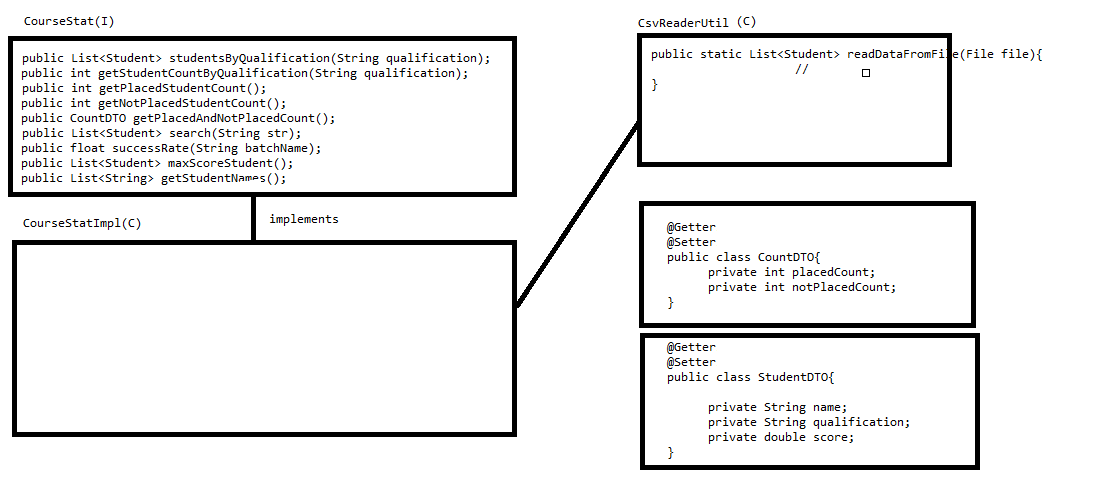 CourseStat(I)
public List<Student> studentsByQualification(String qualification);
public int getStudentCountByQualification(String qualification);
public int getPlacedStudentCount();
public int getNotPlacedStudentCount();
public CountDTO getPlacedAndNotPlacedCount();
public List<Student> search(String str);
public float successRate(String batchName);
public List<Student> maxScoreStudent();
public List<String> getStudentNames();
implements
CourseStatImpl(C)
CsvReaderUtil (C)
public static List<Student> readDataFromFile(File file){
//
}
@Getter
@Setter
public class CountDTO{
private int placedCount;
private int notPlacedCount;
}
@Getter
@Setter
public class StudentDTO{
private String name;
private String qualification;
private double score;
}